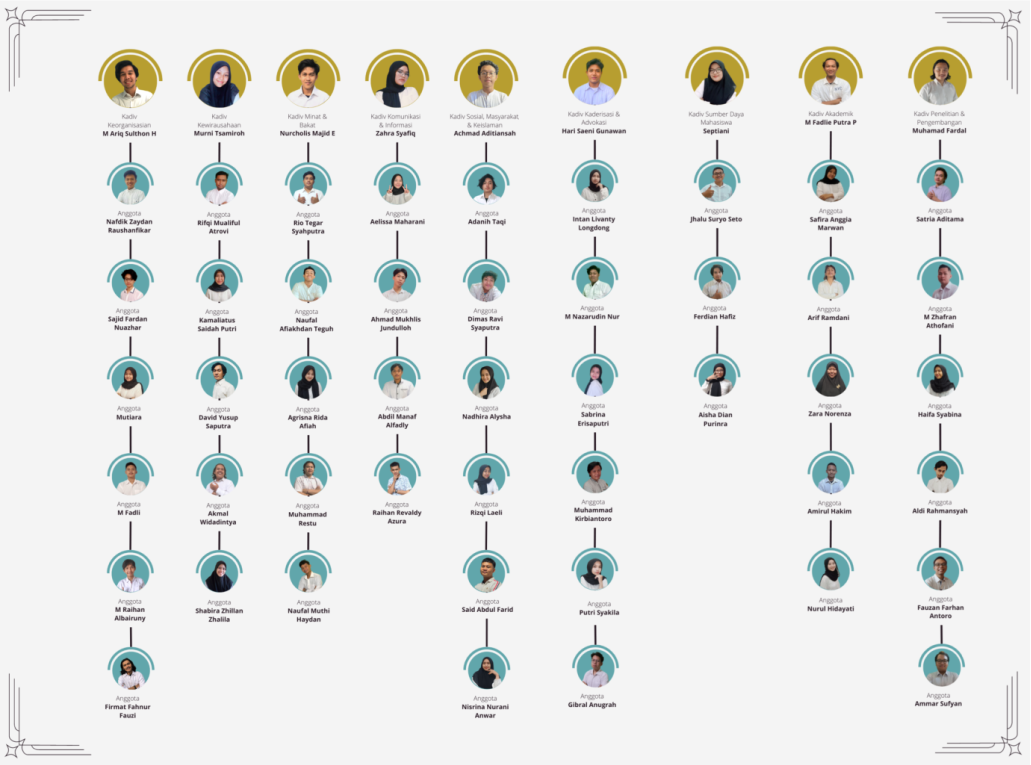 Kadiv
Keorganisasian
M Ariq Sulthon H
Anggota
Nafdik Zaydan
Raushanfikar
Anggota
Sajid Fardan
Nuazhar
Anggota
Mutiara
Anggota
M Fadli
Anggota
M Raihan
Albairuny
Anggota
Firmat Fahnur
Fauzi
Kadiv
Kewirausahaan
Murni Tsamiroh
Anggota
Rifqi Mualiful
Atrovi
Anggota
Kamaliatus
Saidah Putri
Anggota
David Yusup
Saputra
Anggota
Akmal
Widadintya
Anggota
Shabira Zhillan
Zhalila
Kadiv Minat &
Bakat
Nurcholis Majid E
Anggota
Rio Tegar
Syahputra
Anggota
Naufal
Afiakhdan Teguh
Anggota
Agrisna Rida
Afiah
Anggota
Muhammad
Restu
Anggota
Naufal Muthi
Haydan
Kadiv Komunikasi
& Informasi
Zahra Syafiq
Anggota
Aelissa Maharani
Anggota
Ahmad Mukhlis
Jundulloh
Anggota
Abdil Manaf
Alfadly
Anggota
Raihan Revaldy
Azura
Kadiv Sosial, Masyarakat
& Keislaman
Achmad Aditiansah
Anggota
Adanih Taqi
Anggota
Dimas Ravi
Syaputra
Anggota
Nadhira Alysha
Anggota
Rizqi Laeli
Anggota
Said Abdul Farid
Anggota
Nisrina Nurani
Anwar
Kadiv Kaderisasi &
Advokasi
Hari Saeni Gunawan
Anggota
Intan Livanty
Longdong
Anggota
M Nazarudin Nur
Anggota
Sabrina
Erisaputri
Anggota
Muhammad
Kirbiantoro
Anggota
Putri Syakila
Anggota
Gibral Anugrah
Kadiv Sumber Daya
Mahasiswa
Septiani
Anggota
Jhalu Suryo Seto
Anggota
Ferdian Hafiz
Anggota
Aisha Dian
Purinra
Kadiv Akademik
M Fadlie Putra P
Anggota
Safira Anggia
Marwan
Anggota
Arif Ramdani
Anggota
Zara Norenza
Anggota
Amirul Hakim
Anggota
Nurul Hidayati
Kadiv Penelitian &
Pengembangan
Muhamad Fardal
Anggota
Satria Aditama
Anggota
M Zhafran
Athofani
Anggota
Haifa Syabina
Anggota
Aldi Rahmansyah
Anggota
Fauzan Farhan
Antoro
Anggota
Ammar Sufyan